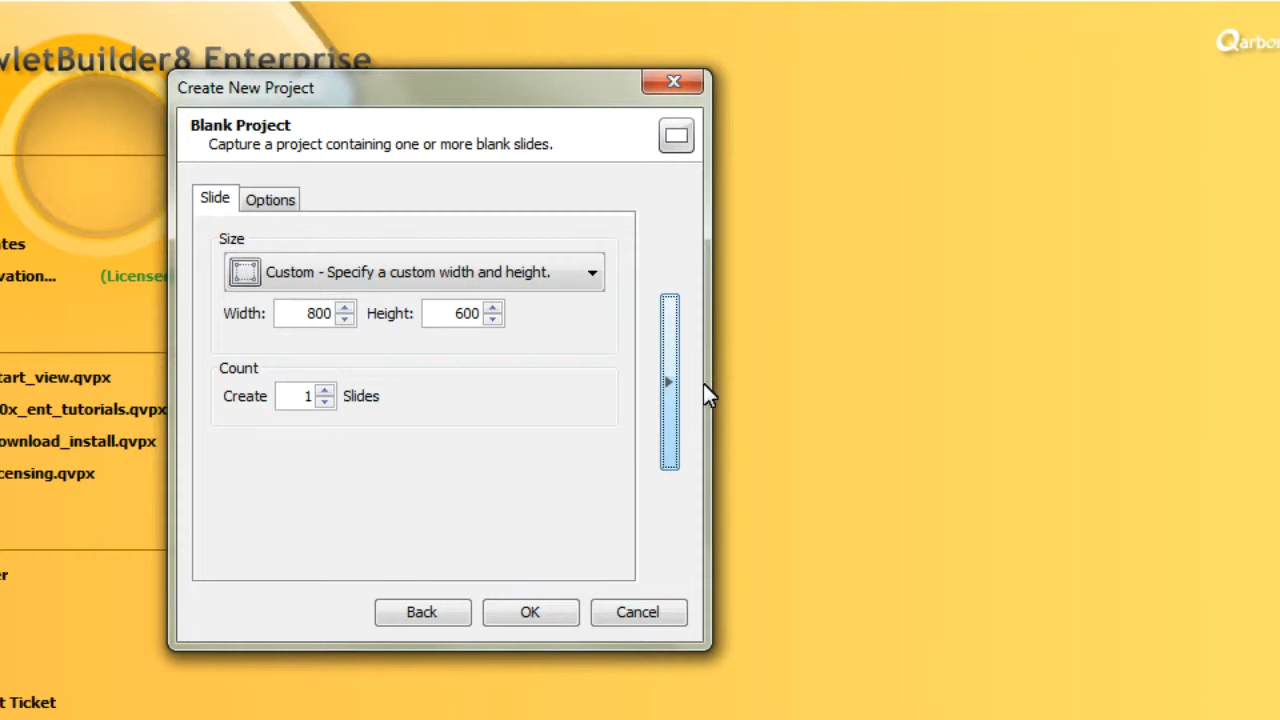 wletBuilder8 Enterprise
Qarbon
Create New Project
Blank Project
Capture a project containing one or more blank slides.
Slide
Options
Size
Custom - Specify a custom width and height.
Width: 800 Height: 600
Count
Create 1 Slides
Back
OK
Cancel
ates
vation... (Licensed
tart_view.qvpx
0x_ent_tutorials.qvpx
ownload_install.qvpx
censing.qvpx
er
t Ticket